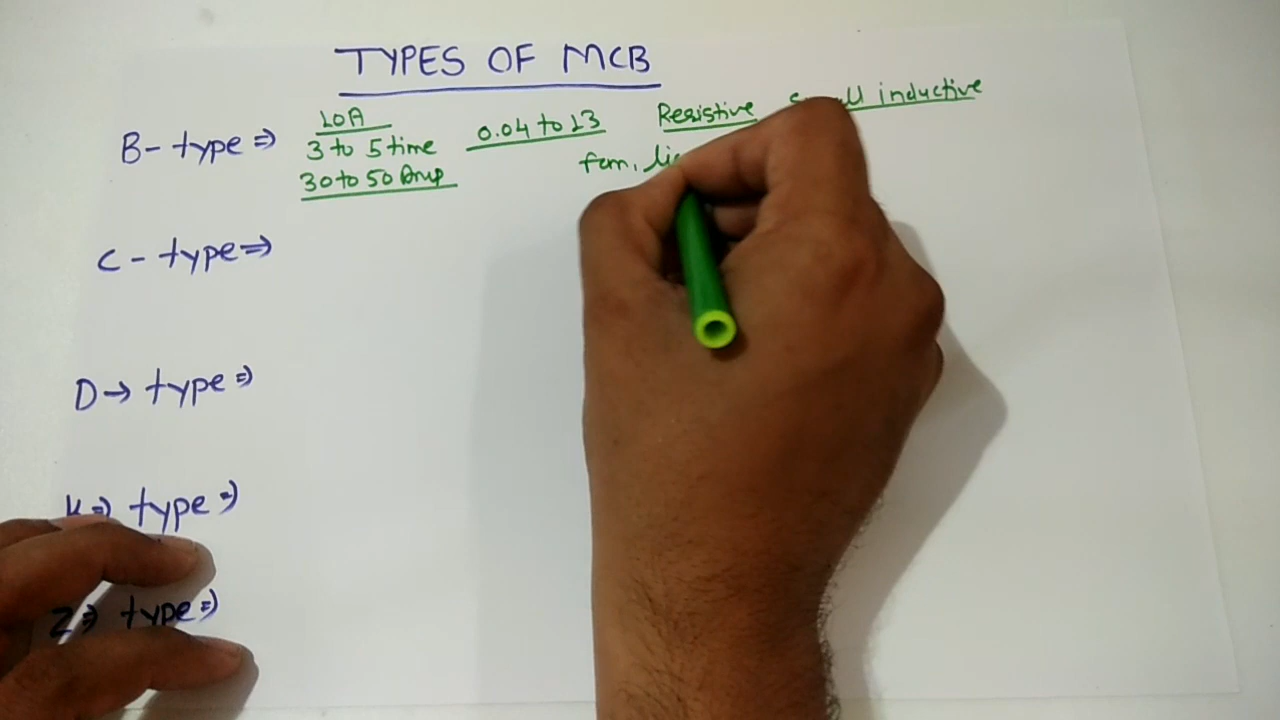 TYPES OF MCB
10A
B- type ⇒ 3 to 5 time 0.04 to 13 Resistive inductive
30 to 50 Amp fan,
C - type ⇒
D → type ⇒
type ⇒
Z ⇒ type ⇒